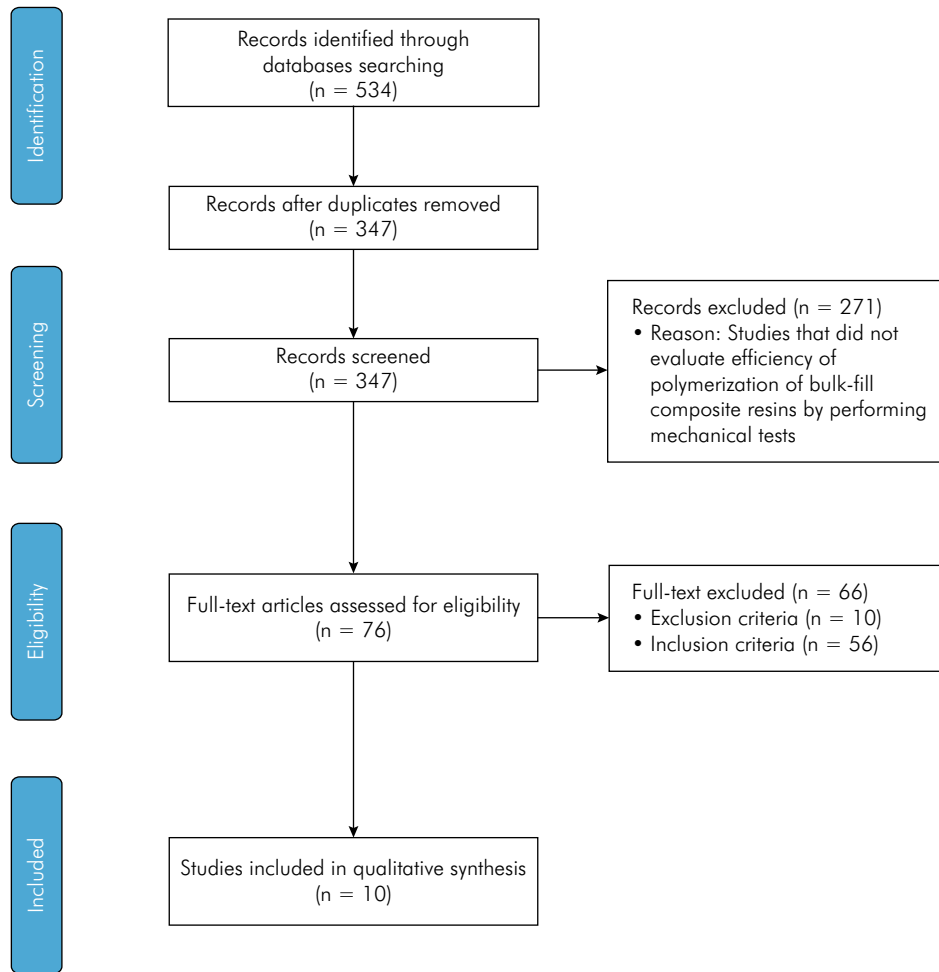 Identification
Records identified through
databases searching
(n = 534)
Records after duplicates removed
(n = 347)
Screening
Records screened
(n = 347)
Records excluded (n = 271)
• Reason: Studies that did not
evaluate efficiency of
polymerization of bulk-fill
composite resins by performing
mechanical tests
Eligibility
Full-text articles assessed for eligibility
(n = 76)
Full-text excluded (n = 66)
• Exclusion criteria (n = 10)
• Inclusion criteria (n = 56)
Included
Studies included in qualitative synthesis
(n = 10)